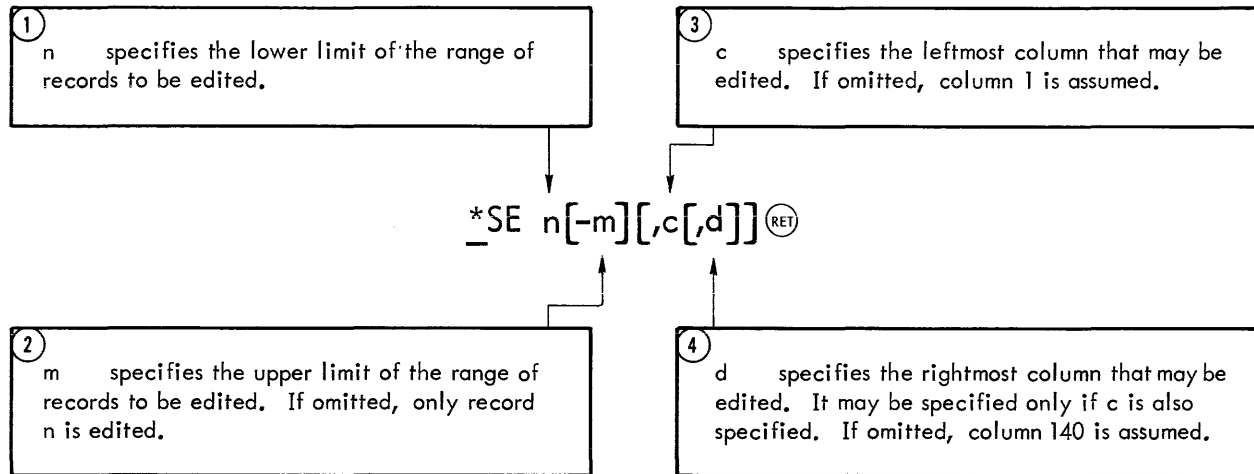 1
n specifies the lower limit of the range of
records to be edited.
3
c specifies the leftmost column that may be
edited. If omitted, column 1 is assumed.
*SE n[-m][,c[,d]] RET
2
m specifies the upper limit of the range of
records to be edited. If omitted, only record
n is edited.
4
d specifies the rightmost column that may be
edited. It may be specified only if c is also
specified. If omitted, column 140 is assumed.